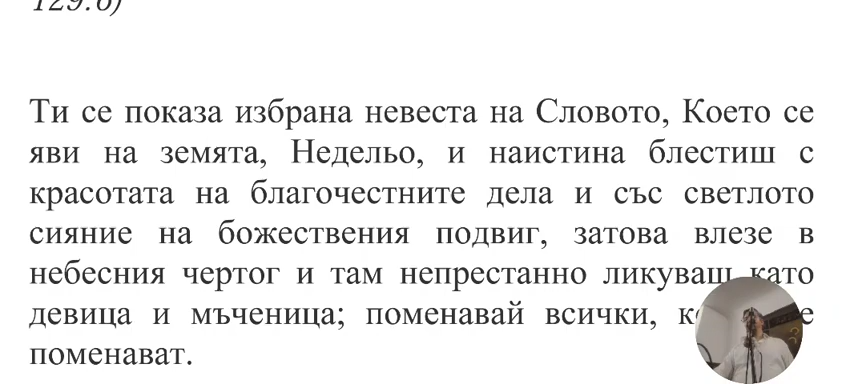 129:6)
Ти се показа избрана невеста на Словото, Което се
яви на земята, Недельо, и наистина блестиш с
красотата на благочестните дела и със светлото
сияние на божествения подвиг, затова влезе в
небесния чертог и там непрестанно ликуваш като
девица и мъченица; поменавай всички,
поменават.